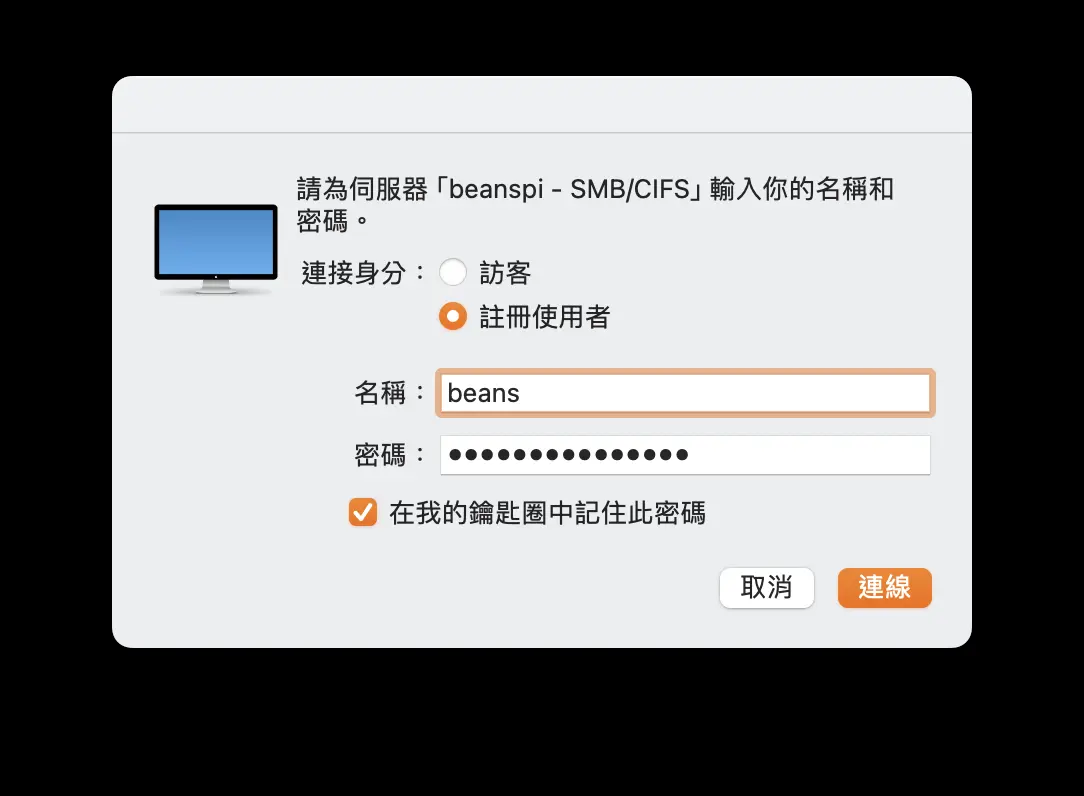 請為伺服器「beanspi – SMB/CIFS」輸入你的名稱和
密碼。
連接身分： 訪客
註冊使用者
名稱： beans
密碼： •••••••••••••••
在我的鑰匙圈中記住此密碼
取消 連線